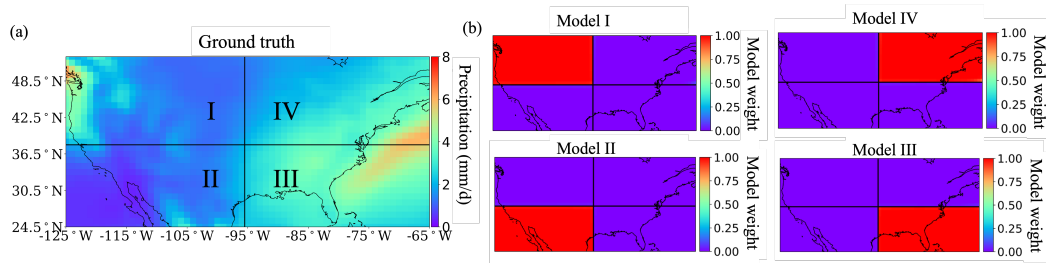 (a)
Ground truth
48.5°N
42.5°N
36.5°N
30.5°N
24.5°N
-125°W -115°W -105°W -95°W -85°W -75°W -65°W
I
IV
II
III
8
6
4
2
0
Precipitation (mm/d)
(b)
Model I
1.00
0.75
0.50
0.25
0.00
Model weight
Model IV
1.00
0.75
0.50
0.25
0.00
Model weight
Model II
1.00
0.75
0.50
0.25
0.00
Model weight
Model III
1.00
0.75
0.50
0.25
0.00
Model weight